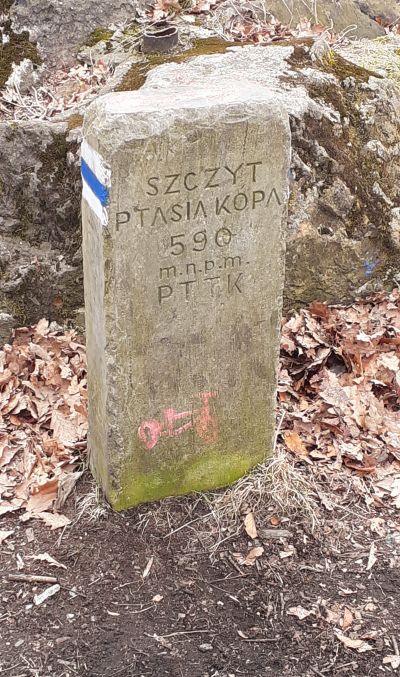 SZCZYT
PTASIA KOPA
590
m.n.p.m.
PTTK